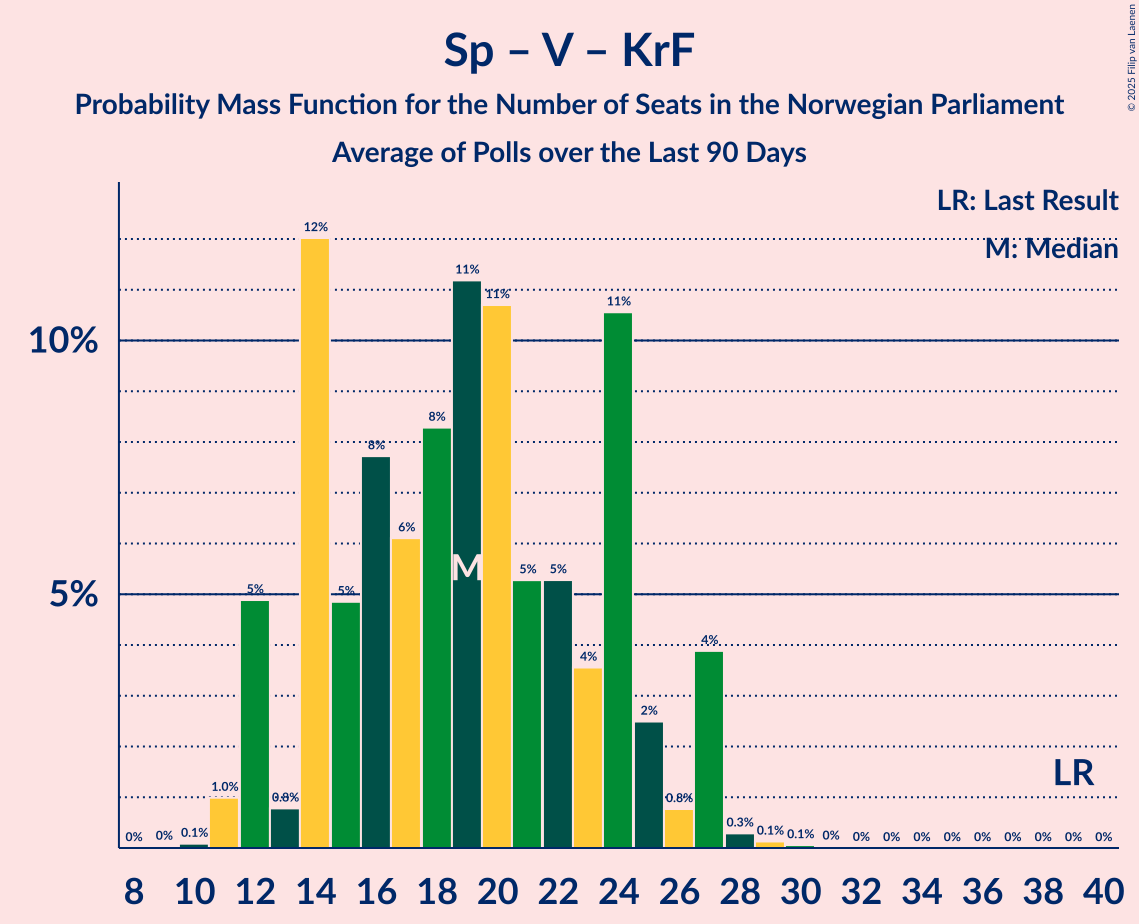 Sp – V – KrF
Probability Mass Function for the Number of Seats in the Norwegian Parliament
Average of Polls over the Last 90 Days
© 2025 Filip van Laenen
LR: Last Result
M: Median
10%
5%
0% 0% 0.1% 1.0% 5% 0.8% 12% 5% 8% 6% 8% 11% 11% 5% 5% 4% 11% 2% 0.8% 4% 0.3% 0.1% 0.1% 0% 0% 0% 0% 0% 0% 0% 0% 0% 0%
M
LR
8 10 12 14 16 18 20 22 24 26 28 30 32 34 36 38 40